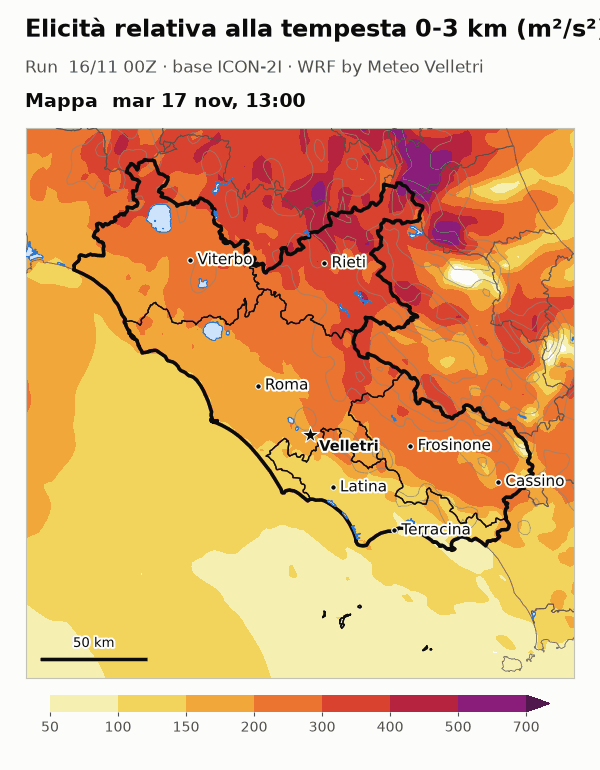 Elicità relativa alla tempesta 0-3 km (m²/s²)
Run 16/11 00Z · base ICON-2I · WRF by Meteo Velletri
Mappa mar 17 nov, 13:00
Viterbo
Rieti
Roma
Velletri
Frosinone
Latina
Cassino
Terracina
50 km
50 100 150 200 300 400 500 700